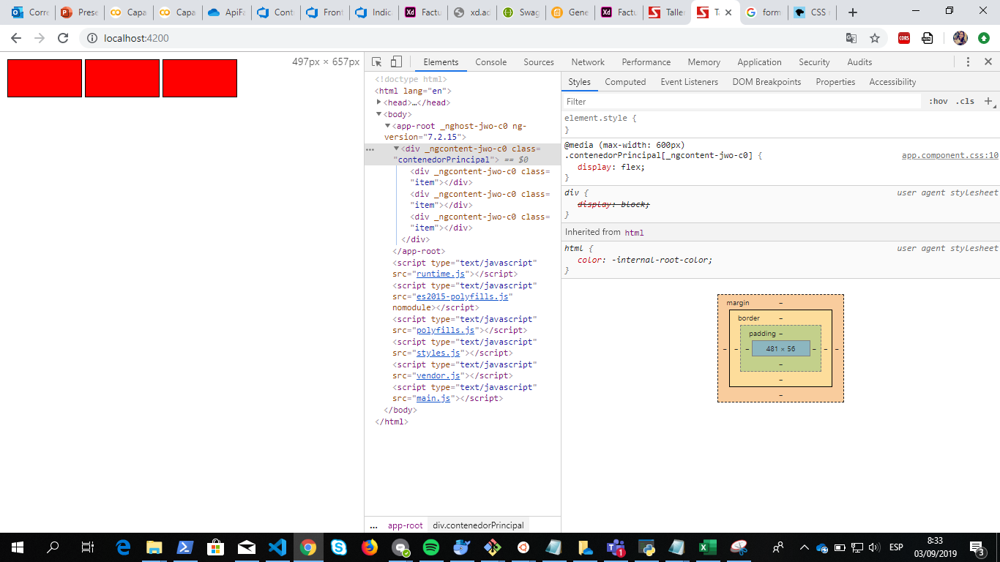 Corre
Prese
Capa
Capa
ApiFa
Conti
Front
Indic
Factu
xd.ac
Swag
Gene
Factu
Taller
Ta
form
CSS
localhost:4200
CORS
JSON
497px × 657px
Elements Console Sources Network Performance Memory Application Security Audits
<!doctype html>
<html lang="en">
<head>…</head>
<body>
<app-root _nghost-jwo-c0 ng-
version="7.2.15">
<div _ngcontent-jwo-c0 class=
"contenedorPrincipal"> == $0
<div _ngcontent-jwo-c0 class=
"item"></div>
<div _ngcontent-jwo-c0 class=
"item"></div>
<div _ngcontent-jwo-c0 class=
"item"></div>
</div>
</app-root>
<script type="text/javascript"
src="runtime.js"></script>
<script type="text/javascript"
src="es2015-polyfills.js"
nomodule></script>
<script type="text/javascript"
src="polyfills.js"></script>
<script type="text/javascript"
src="styles.js"></script>
<script type="text/javascript"
src="vendor.js"></script>
<script type="text/javascript"
src="main.js"></script>
</body>
</html>
... app-root div.contenedorPrincipal
Styles Computed Event Listeners DOM Breakpoints Properties Accessibility
Filter :hov .cls +
element.style {
}
@media (max-width: 600px)
.contenedorPrincipal[_ngcontent-jwo-c0] { app.component.css:10
display: flex;
}
div { user agent stylesheet
display: block;
}
Inherited from html
html { user agent stylesheet
color: -internal-root-color;
}
margin –
border –
padding –
– – – 481 × 56 – – –
–
–
–
ESP
8:33
03/09/2019
1
3